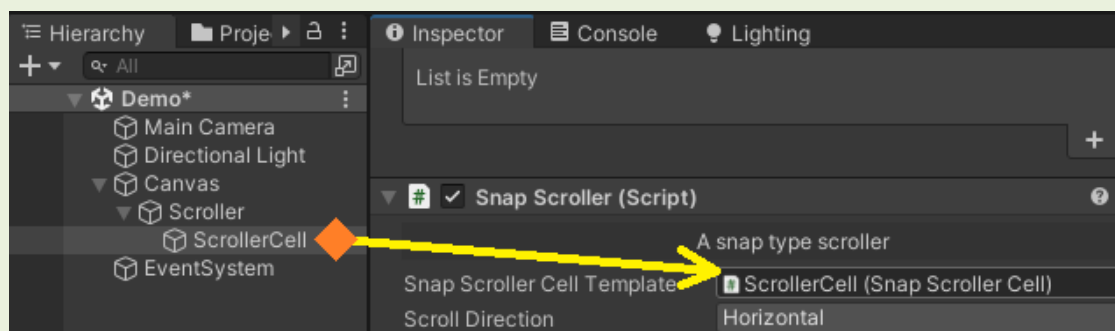 Hierarchy
Proje
All
Demo*
Main Camera
Directional Light
Canvas
Scroller
ScrollerCell
EventSystem
Inspector
Console
Lighting
List is Empty
+
# Snap Scroller (Script)
A snap type scroller
Snap Scroller Cell Template
# ScrollerCell (Snap Scroller Cell)
Scroll Direction
Horizontal